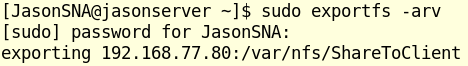 [JasonSNA@jasonserver ~]$ sudo exportfs -arv
[sudo] password for JasonSNA:
exporting 192.168.77.80:/var/nfs/ShareToClient